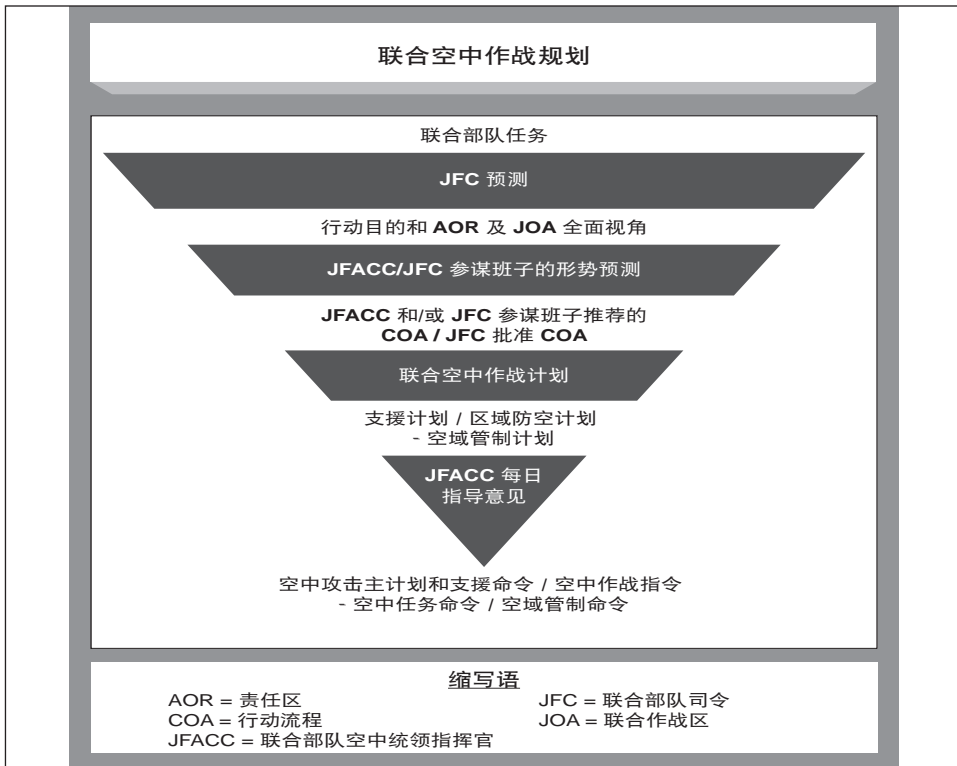 联合空中作战规划
联合部队任务
JFC 预测
行动目的和 AOR 及 JOA 全面视角
JFACC/JFC 参谋班子的形势预测
JFACC 和/或 JFC 参谋班子推荐的
COA / JFC 批准 COA
联合空中作战计划
支援计划 / 区域防空计划
- 空域管制计划
JFACC 每日
指导意见
空中攻击主计划和支援命令 / 空中作战指令
- 空中任务命令 / 空域管制命令
缩写语
AOR = 责任区
COA = 行动流程
JFACC = 联合部队空中统领指挥官
JFC = 联合部队司令
JOA = 联合作战区